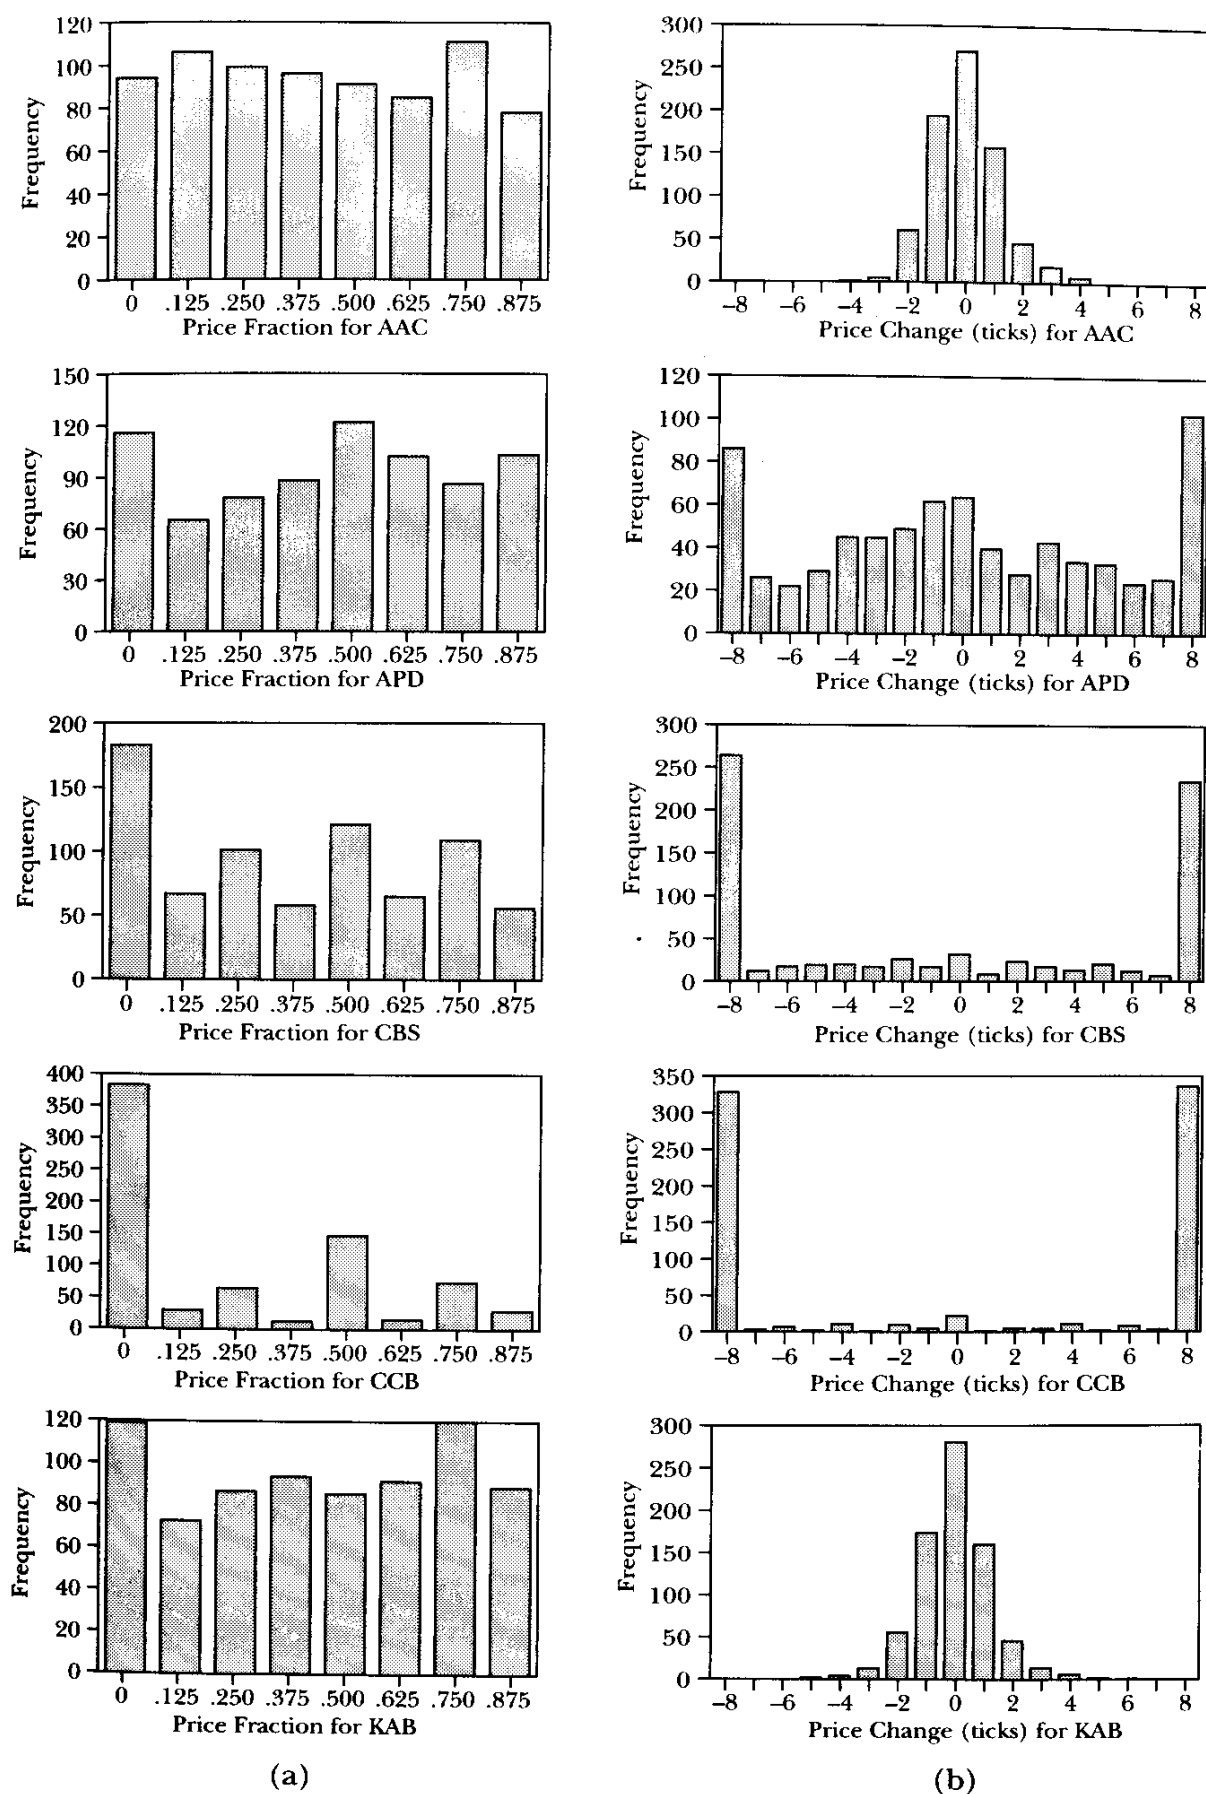 Frequency
120
100
80
60
40
20
0
0 .125 .250 .375 .500 .625 .750 .875
Price Fraction for AAC
Frequency
300
250
200
150
100
50
0
−8 −6 −4 −2 0 2 4 6 8
Price Change (ticks) for AAC
Frequency
150
120
90
60
30
0
0 .125 .250 .375 .500 .625 .750 .875
Price Fraction for APD
Frequency
120
100
80
60
40
20
0
−8 −6 −4 −2 0 2 4 6 8
Price Change (ticks) for APD
Frequency
200
150
100
50
0
0 .125 .250 .375 .500 .625 .750 .875
Price Fraction for CBS
Frequency
300
250
200
150
100
50
0
−8 −6 −4 −2 0 2 4 6 8
Price Change (ticks) for CBS
Frequency
400
350
300
250
200
150
100
50
0
0 .125 .250 .375 .500 .625 .750 .875
Price Fraction for CCB
Frequency
350
300
250
200
150
100
50
0
−8 −6 −4 −2 0 2 4 6 8
Price Change (ticks) for CCB
Frequency
120
100
80
60
40
20
0
0 .125 .250 .375 .500 .625 .750 .875
Price Fraction for KAB
Frequency
300
250
200
150
100
50
0
−8 −6 −4 −2 0 2 4 6 8
Price Change (ticks) for KAB
(a)
(b)